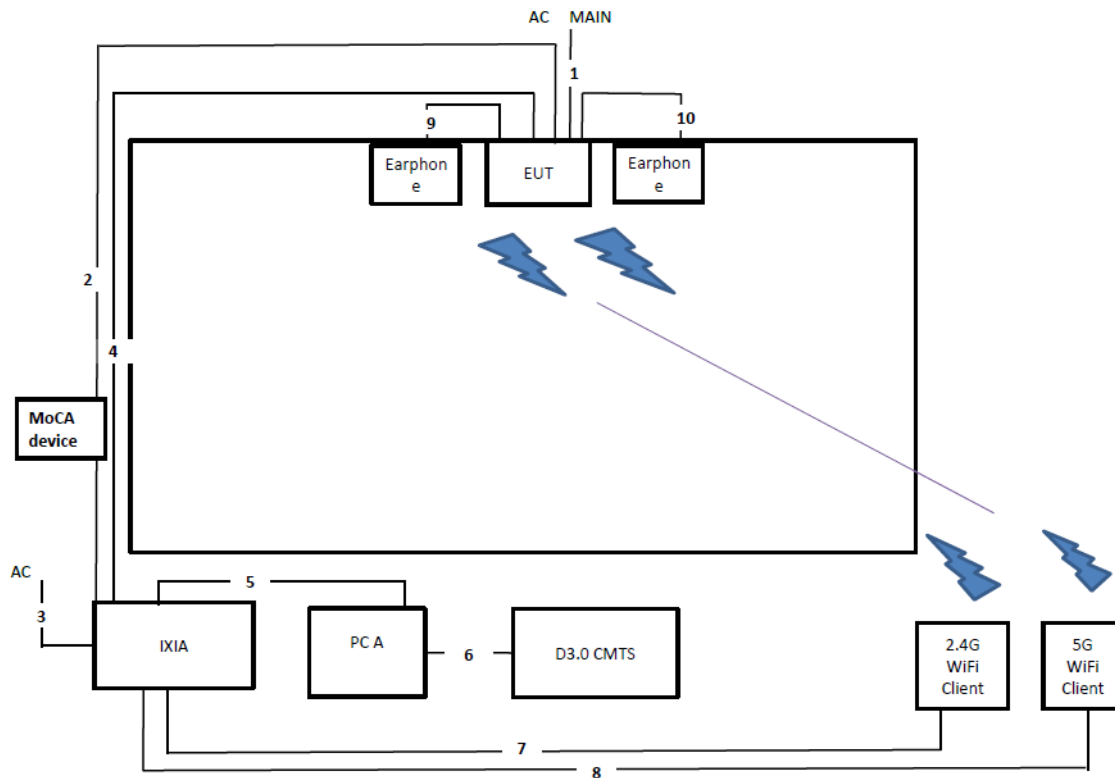 AC MAIN
1
9
10
Earphon
e
EUT
Earphon
e
2
4
MoCA
device
AC
3
5
IXIA
PC A
6
D3.0 CMTS
2.4G
WiFi
Client
5G
WiFi
Client
7
8